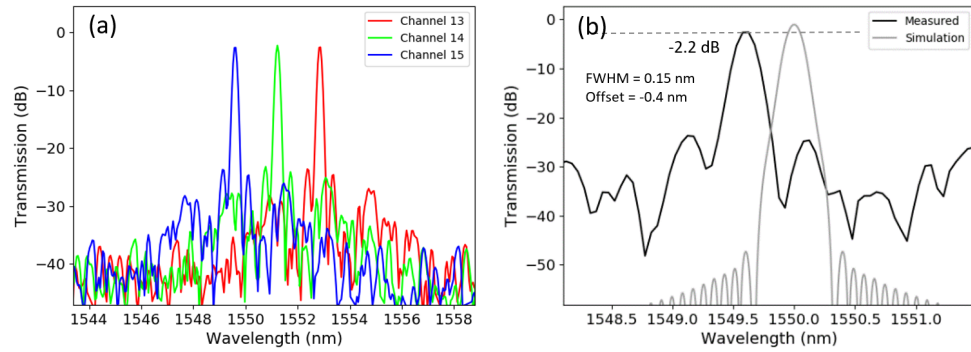 (a)
Channel 13
Channel 14
Channel 15
0
−10
−20
−30
−40
Transmission (dB)
1544
1546
1548
1550
1552
1554
1556
1558
Wavelength (nm)
(b)
Measured
Simulation
-2.2 dB
FWHM = 0.15 nm
Offset = -0.4 nm
0
−10
−20
−30
−40
−50
Transmission (dB)
1548.5
1549.0
1549.5
1550.0
1550.5
1551.0
Wavelength (nm)